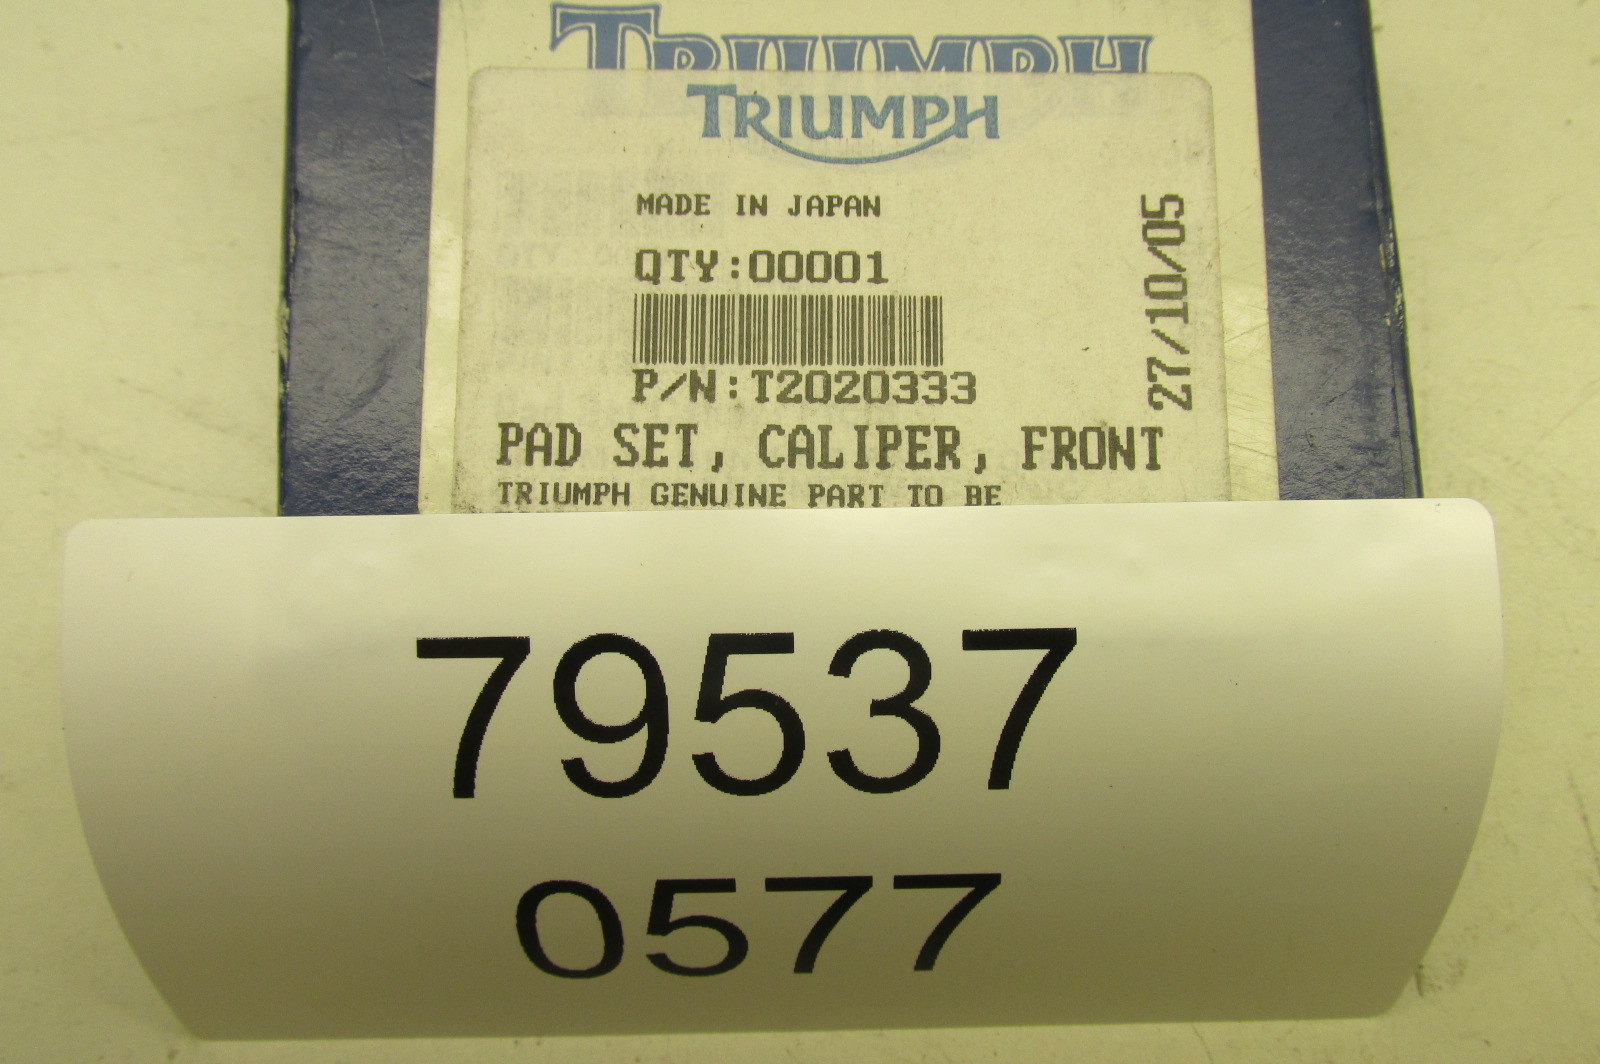 TRIUMPH
TRIUMPH
MADE IN JAPAN
QTY:00001
27/10/05
P/N:T2020333
PAD SET, CALIPER, FRONT
TRIUMPH GENUINE PART TO BE
79537
0577